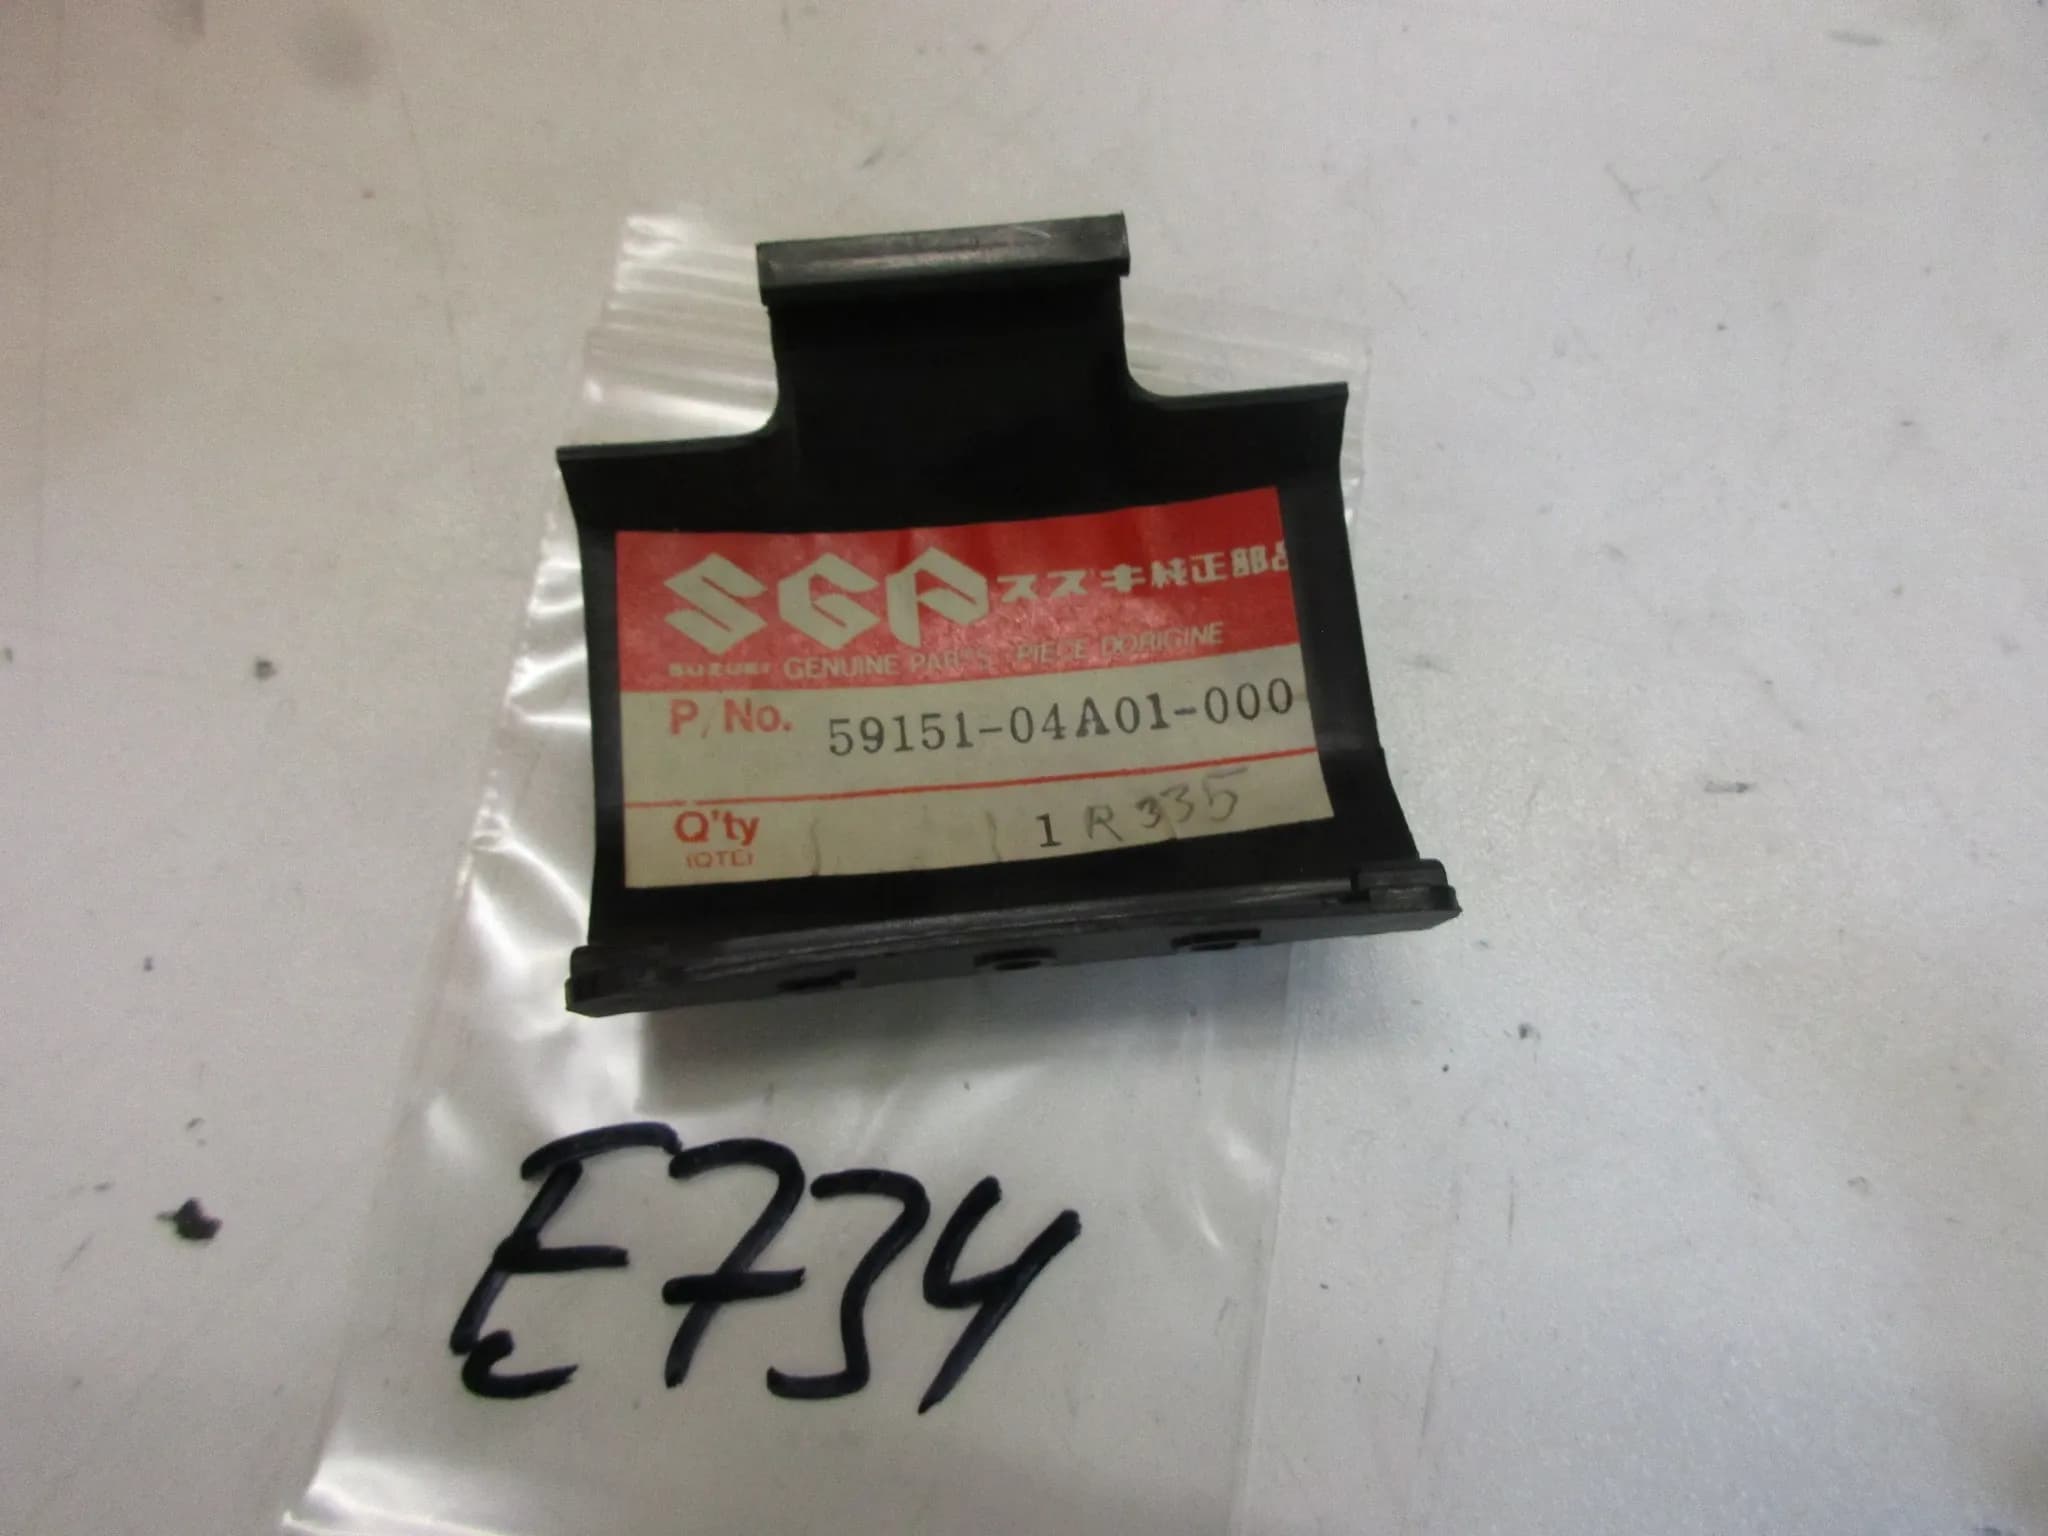 SGP スズキ純正部品
SUZUKI GENUINE PARTS PIECE D'ORIGINE
P, No. 59151-04A01-000
Q'ty 1 R335
(QTE)
E734